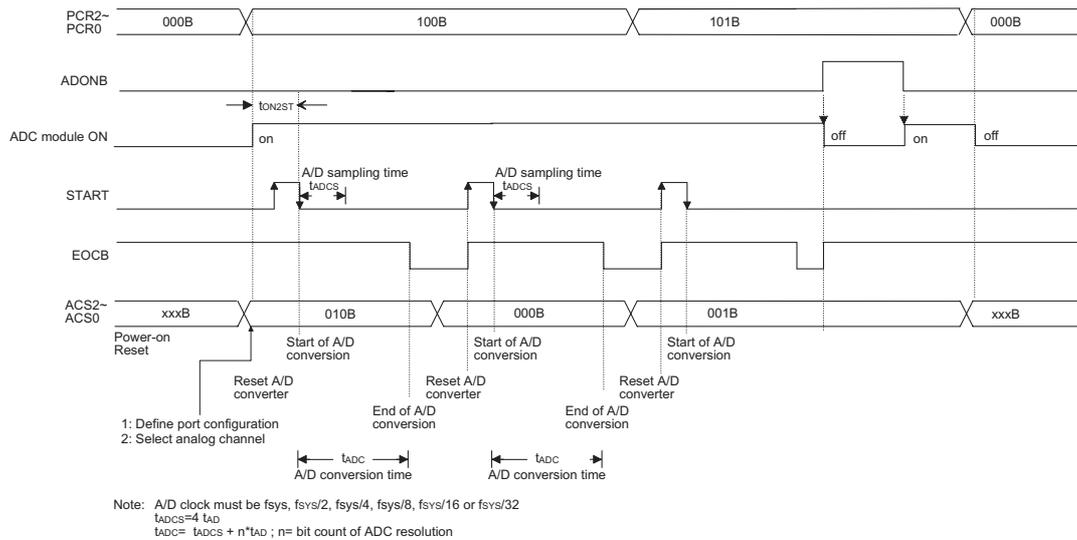 PCR2~
PCR0
000B
100B
101B
000B
ADONB
tON2ST
ADC module ON
on
off
on
off
A/D sampling time
tADCS
A/D sampling time
tADCS
START
EOCB
ACS2~
ACS0
xxxB
010B
000B
001B
xxxB
Power-on
Reset
Start of A/D
conversion
Start of A/D
conversion
Start of A/D
conversion
Reset A/D
converter
Reset A/D
converter
Reset A/D
converter
1: Define port configuration
2: Select analog channel
End of A/D
conversion
End of A/D
conversion
tADC
A/D conversion time
tADC
A/D conversion time
Note: A/D clock must be fsys, fSYS/2, fsys/4, fSYS/8, fSYS/16 or fSYS/32
tADCS=4 tAD
tADC= tADCS + n*tAD ; n= bit count of ADC resolution